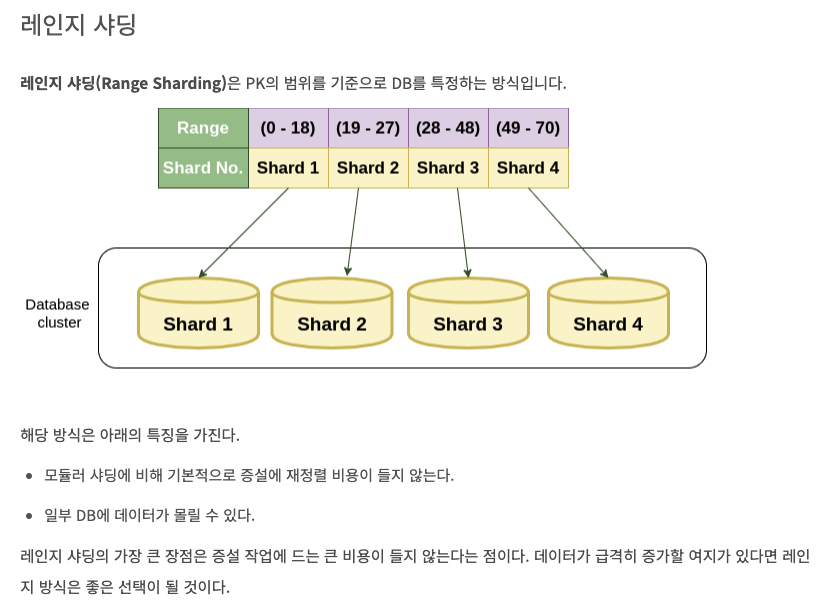 레인지 샤딩
레인지 샤딩(Range Sharding)은 PK의 범위를 기준으로 DB를 특정하는 방식입니다.
Range (0 - 18) (19 - 27) (28 - 48) (49 - 70)
Shard No. Shard 1 Shard 2 Shard 3 Shard 4
Database
cluster
Shard 1 Shard 2 Shard 3 Shard 4
해당 방식은 아래의 특징을 가진다.
• 모듈러 샤딩에 비해 기본적으로 증설에 재정렬 비용이 들지 않는다.
• 일부 DB에 데이터가 몰릴 수 있다.
레인지 샤딩의 가장 큰 장점은 증설 작업에 드는 큰 비용이 들지 않는다는 점이다. 데이터가 급격히 증가할 여지가 있다면 레인
지 방식은 좋은 선택이 될 것이다.